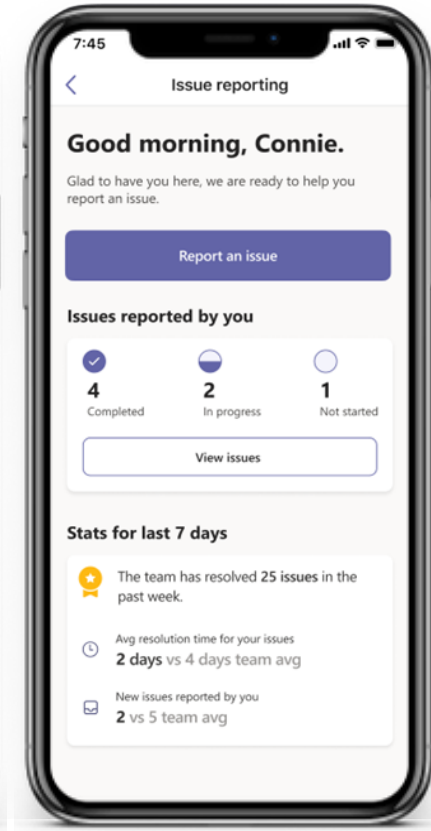 7:45
Issue reporting
Good morning, Connie.
Glad to have you here, we are ready to help you
report an issue.
Report an issue
Issues reported by you
4
2
1
Completed
In progress
Not started
View issues
Stats for last 7 days
The team has resolved 25 issues in the
past week.
Avg resolution time for your issues
2 days vs 4 days team avg
New issues reported by you
2 vs 5 team avg